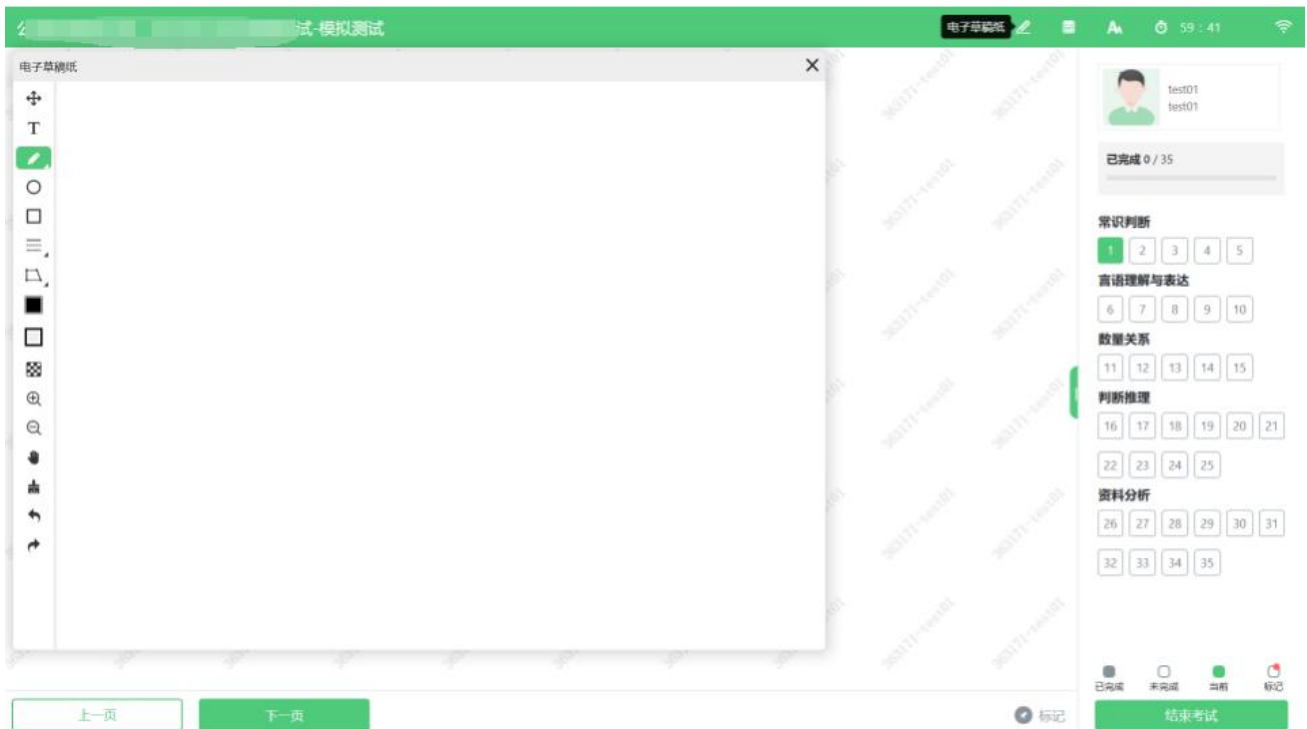 试-模拟测试
电子草稿纸
59 : 41
电子草稿纸
T
test01
test01
已完成 0 / 35
常识判断
1 2 3 4 5
言语理解与表达
6 7 8 9 10
数量关系
11 12 13 14 15
判断推理
16 17 18 19 20 21
22 23 24 25
资料分析
26 27 28 29 30 31
32 33 34 35
已完成 未完成 当前 标记
上一页
下一页
标记
结束考试